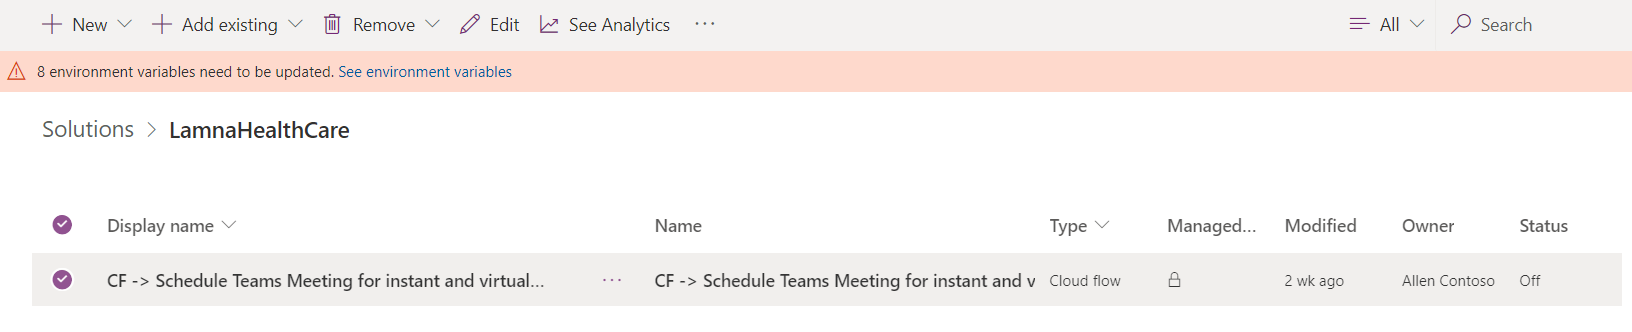 New Add existing Remove Edit See Analytics ... All Search
8 environment variables need to be updated. See environment variables
Solutions > LamnaHealthCare
Display name Name Type Managed... Modified Owner Status
CF -> Schedule Teams Meeting for instant and virtual... ... CF -> Schedule Teams Meeting for instant and v Cloud flow 2 wk ago Allen Contoso Off